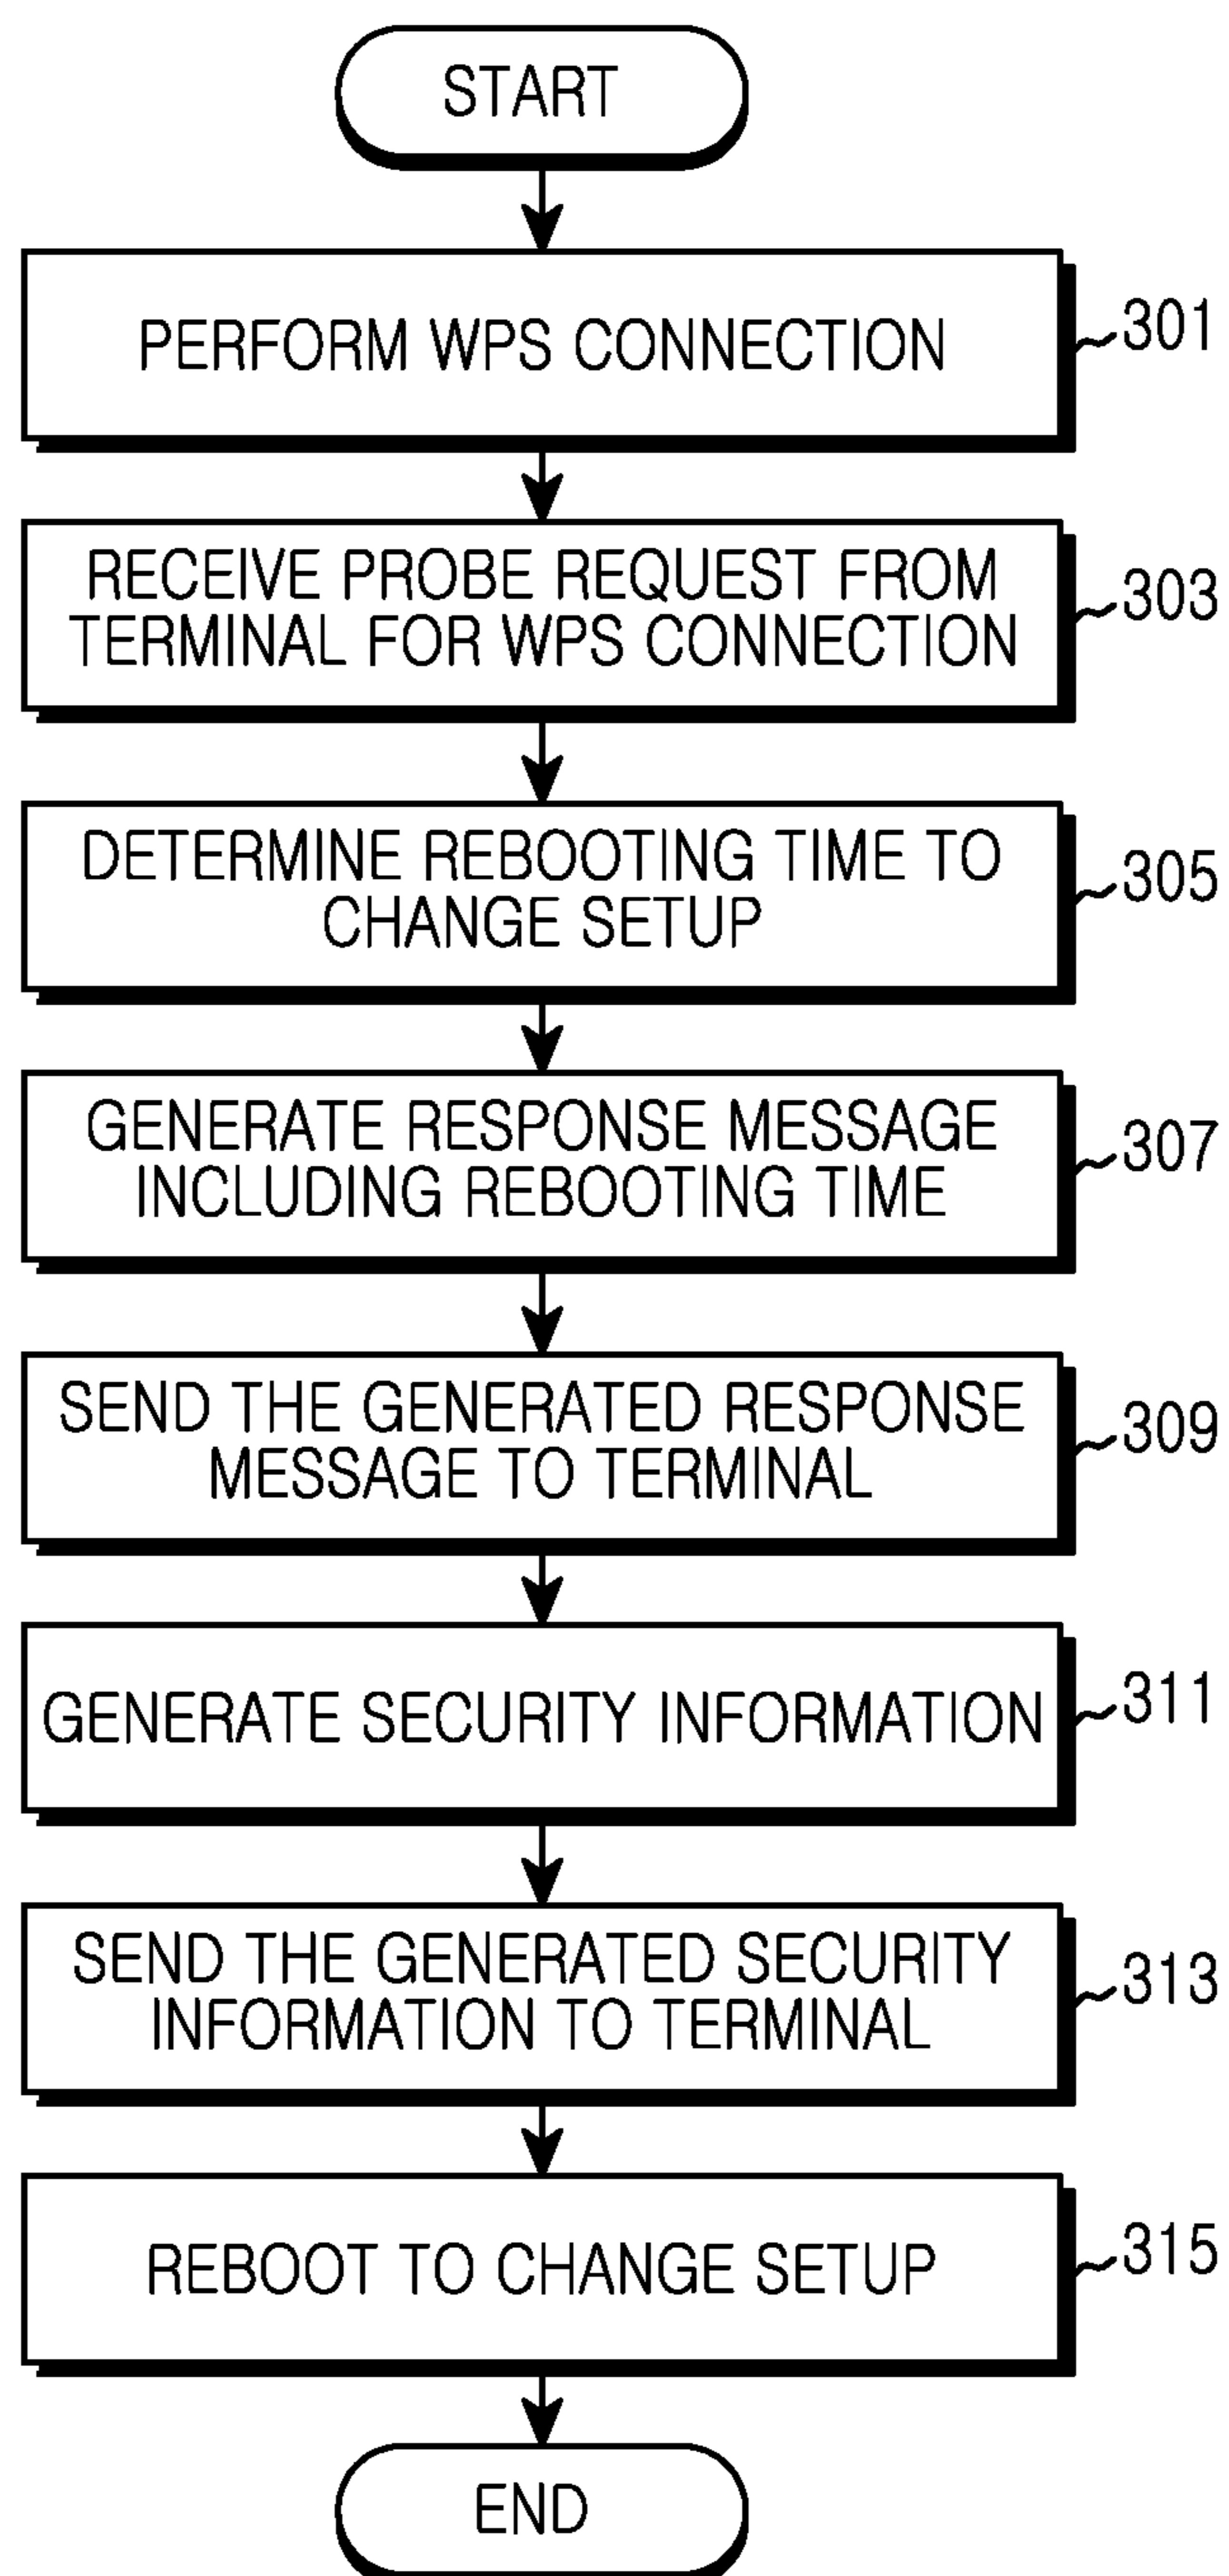 START
PERFORM WPS CONNECTION
301
RECEIVE PROBE REQUEST FROM
TERMINAL FOR WPS CONNECTION
303
DETERMINE REBOOTING TIME TO
CHANGE SETUP
305
GENERATE RESPONSE MESSAGE
INCLUDING REBOOTING TIME
307
SEND THE GENERATED RESPONSE
MESSAGE TO TERMINAL
309
GENERATE SECURITY INFORMATION
311
SEND THE GENERATED SECURITY
INFORMATION TO TERMINAL
313
REBOOT TO CHANGE SETUP
315
END